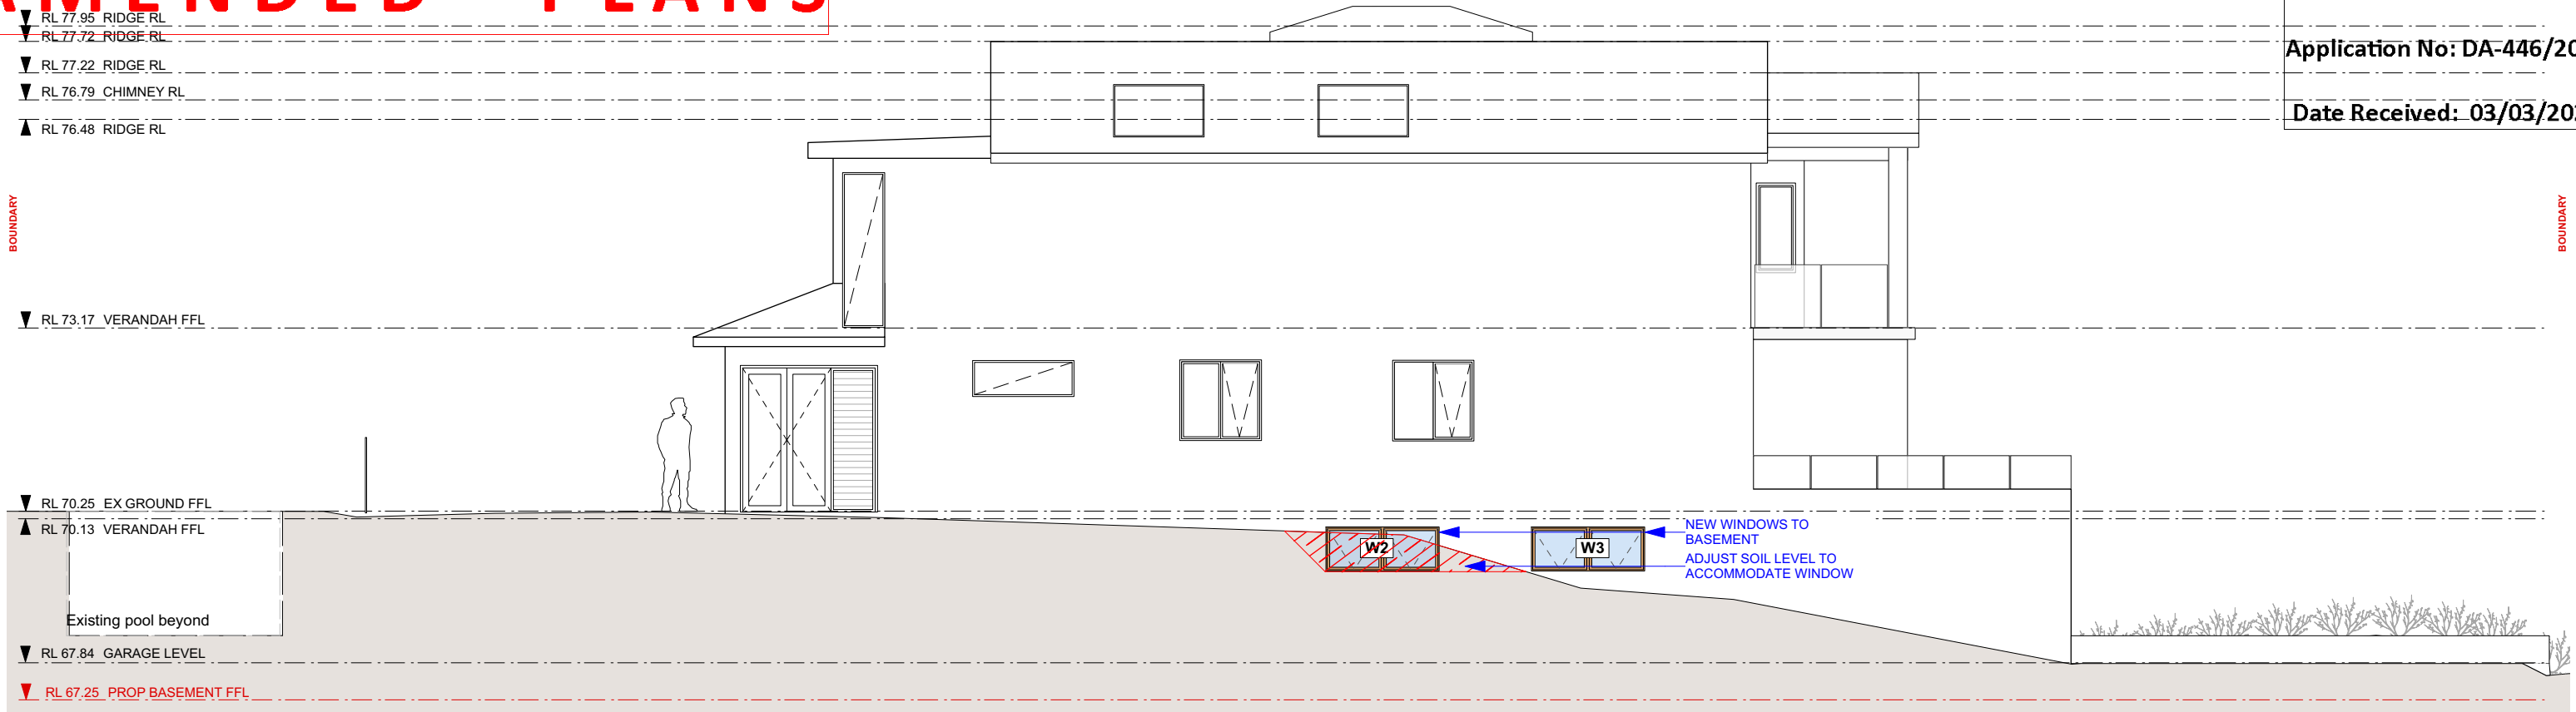 AMENDED PLANS
RL 77.95 RIDGE RL
RL 77.72 RIDGE RL
RL 77.22 RIDGE RL
RL 76.79 CHIMNEY RL
RL 76.48 RIDGE RL
Application No: DA-446/20
Date Received: 03/03/20
BOUNDARY
BOUNDARY
RL 73.17 VERANDAH FFL
RL 70.25 EX GROUND FFL
RL 70.13 VERANDAH FFL
W2
W3
NEW WINDOWS TO
BASEMENT
ADJUST SOIL LEVEL TO
ACCOMMODATE WINDOW
Existing pool beyond
RL 67.84 GARAGE LEVEL
RL 67.25 PROP BASEMENT FFL